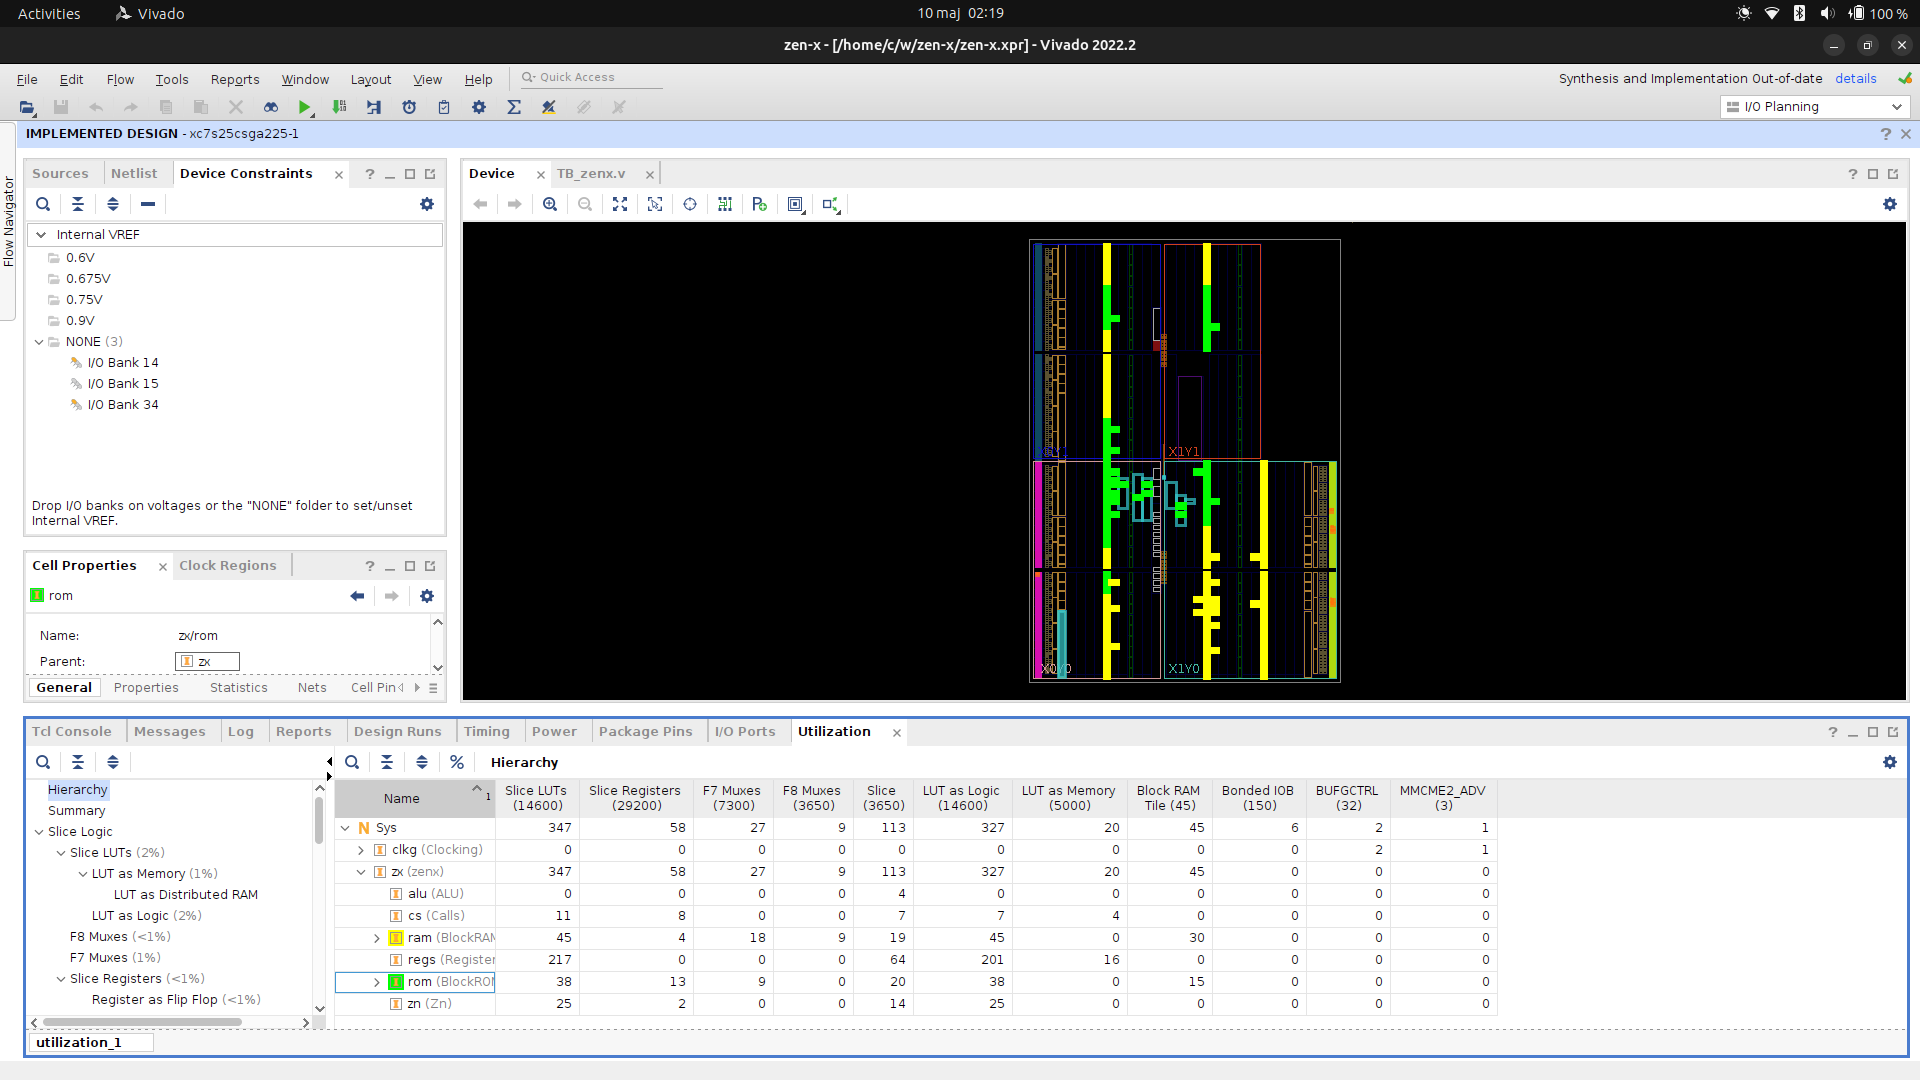 Activities
Vivado
10 maj 02:19
100 %
zen-x - [/home/c/w/zen-x/zen-x.xpr] - Vivado 2022.2
File Edit Flow Tools Reports Window Layout View Help
Quick Access
Synthesis and Implementation Out-of-date details
I/O Planning
IMPLEMENTED DESIGN - xc7s25csga225-1
Flow Navigator
Sources Netlist Device Constraints
Internal VREF
0.6V
0.675V
0.75V
0.9V
NONE (3)
I/O Bank 14
I/O Bank 15
I/O Bank 34
Drop I/O banks on voltages or the "NONE" folder to set/unset
Internal VREF.
Cell Properties Clock Regions
rom
Name: zx/rom
Parent: zx
General Properties Statistics Nets Cell Pin
Device TB_zenx.v
X1Y1
X0Y0
X1Y0
Tcl Console Messages Log Reports Design Runs Timing Power Package Pins I/O Ports Utilization
Hierarchy
Summary
Slice Logic
Slice LUTs (2%)
LUT as Memory (1%)
LUT as Distributed RAM
LUT as Logic (2%)
F8 Muxes (<1%)
F7 Muxes (1%)
Slice Registers (<1%)
Register as Flip Flop (<1%)
Hierarchy
Name 1 Slice LUTs (14600) Slice Registers (29200) F7 Muxes (7300) F8 Muxes (3650) Slice (3650) LUT as Logic (14600) LUT as Memory (5000) Block RAM Tile (45) Bonded IOB (150) BUFGCTRL (32) MMCME2_ADV (3)
N Sys 347 58 27 9 113 327 20 45 6 2 1
clkg (Clocking) 0 0 0 0 0 0 0 0 0 2 1
zx (zenx) 347 58 27 9 113 327 20 45 0 0 0
alu (ALU) 0 0 0 0 4 0 0 0 0 0 0
cs (Calls) 11 8 0 0 7 7 4 0 0 0 0
ram (BlockRAM 45 4 18 9 19 45 0 30 0 0 0
regs (Register 217 0 0 0 64 201 16 0 0 0 0
rom (BlockROM 38 13 9 0 20 38 0 15 0 0 0
zn (Zn) 25 2 0 0 14 25 0 0 0 0 0
utilization_1